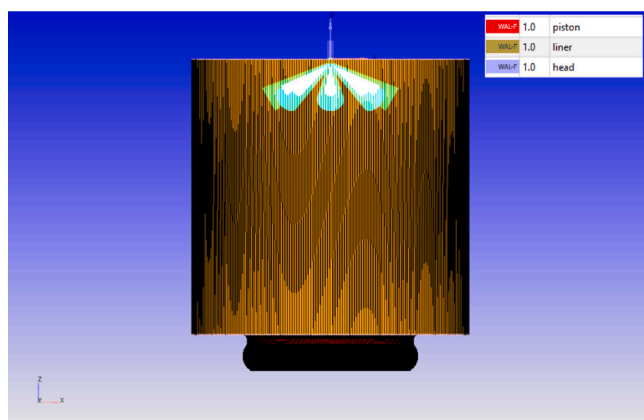 WAL-F 1.0 piston
WAL-F 1.0 liner
WAL-F 1.0 head
Z
Y X